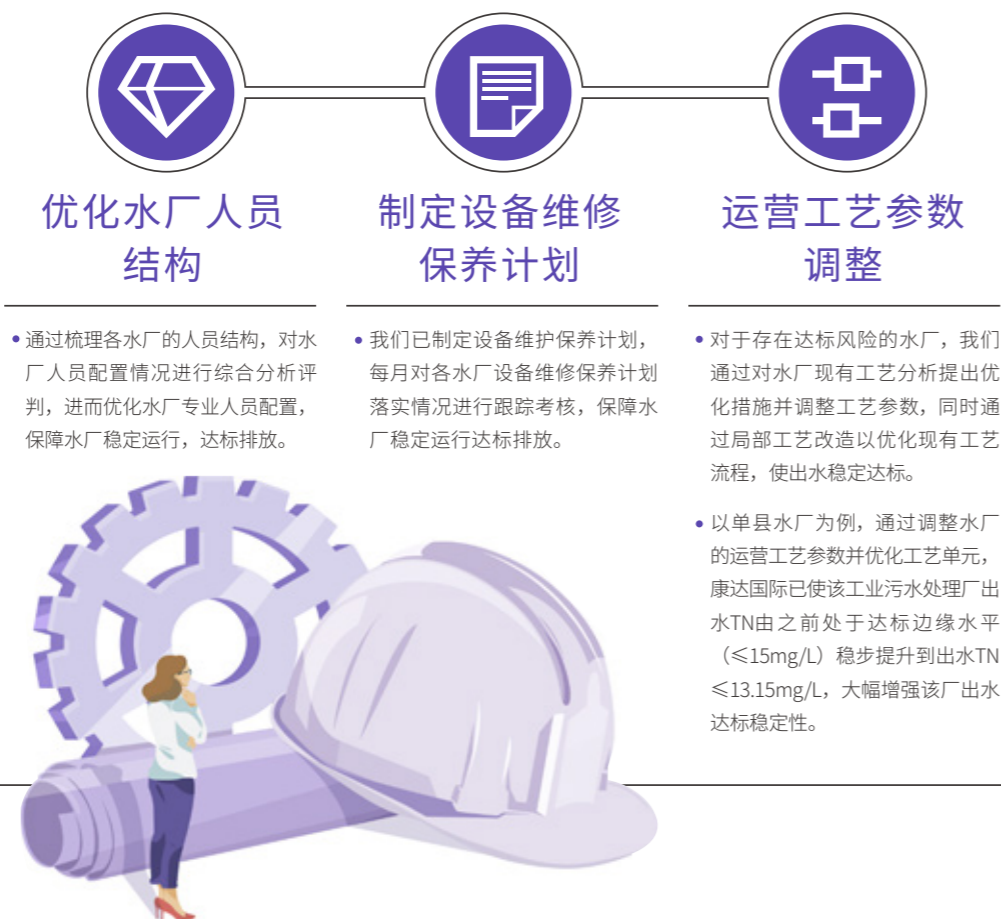 优化水厂人员
结构
通过梳理各水厂的人员结构，对水
厂人员配置情况进行综合分析评
判，进而优化水厂专业人员配置，
保障水厂稳定运行，达标排放。
制定设备维修
保养计划
我们已制定设备维护保养计划，
每月对各水厂设备维修保养计划
落实情况进行跟踪考核，保障水
厂稳定运行达标排放。
运营工艺参数
调整
对于存在达标风险的水厂，我们
通过对水厂现有工艺分析提出优
化措施并调整工艺参数，同时通
过局部工艺改造以优化现有工艺
流程，使出水稳定达标。
以单县水厂为例，通过调整水厂
的运营工艺参数并优化工艺单元，
康达国际已使该工业污水处理厂出
水TN由之前处于达标边缘水平
（≤15mg/L）稳步提升到出水TN
≤13.15mg/L，大幅增强该厂出水
达标稳定性。